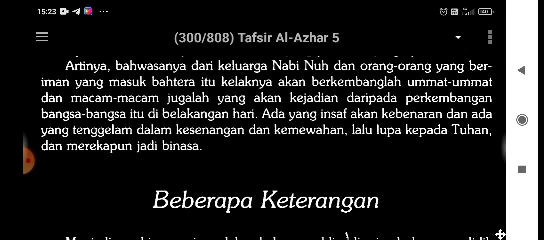 15:23
(300/808) Tafsir Al-Azhar 5
Artinya, bahwasanya dari keluarga Nabi Nuh dan orang-orang yang ber-
iman yang masuk bahtera itu kelaknya akan berkembanglah ummat-ummat
dan macam-macam jugalah yang akan kejadian daripada perkembangan
bangsa-bangsa itu di belakangan hari. Ada yang insaf akan kebenaran dan ada
yang tenggelam dalam kesenangan dan kemewahan, lalu lupa kepada Tuhan,
dan merekapun jadi binasa.
Beberapa Keterangan